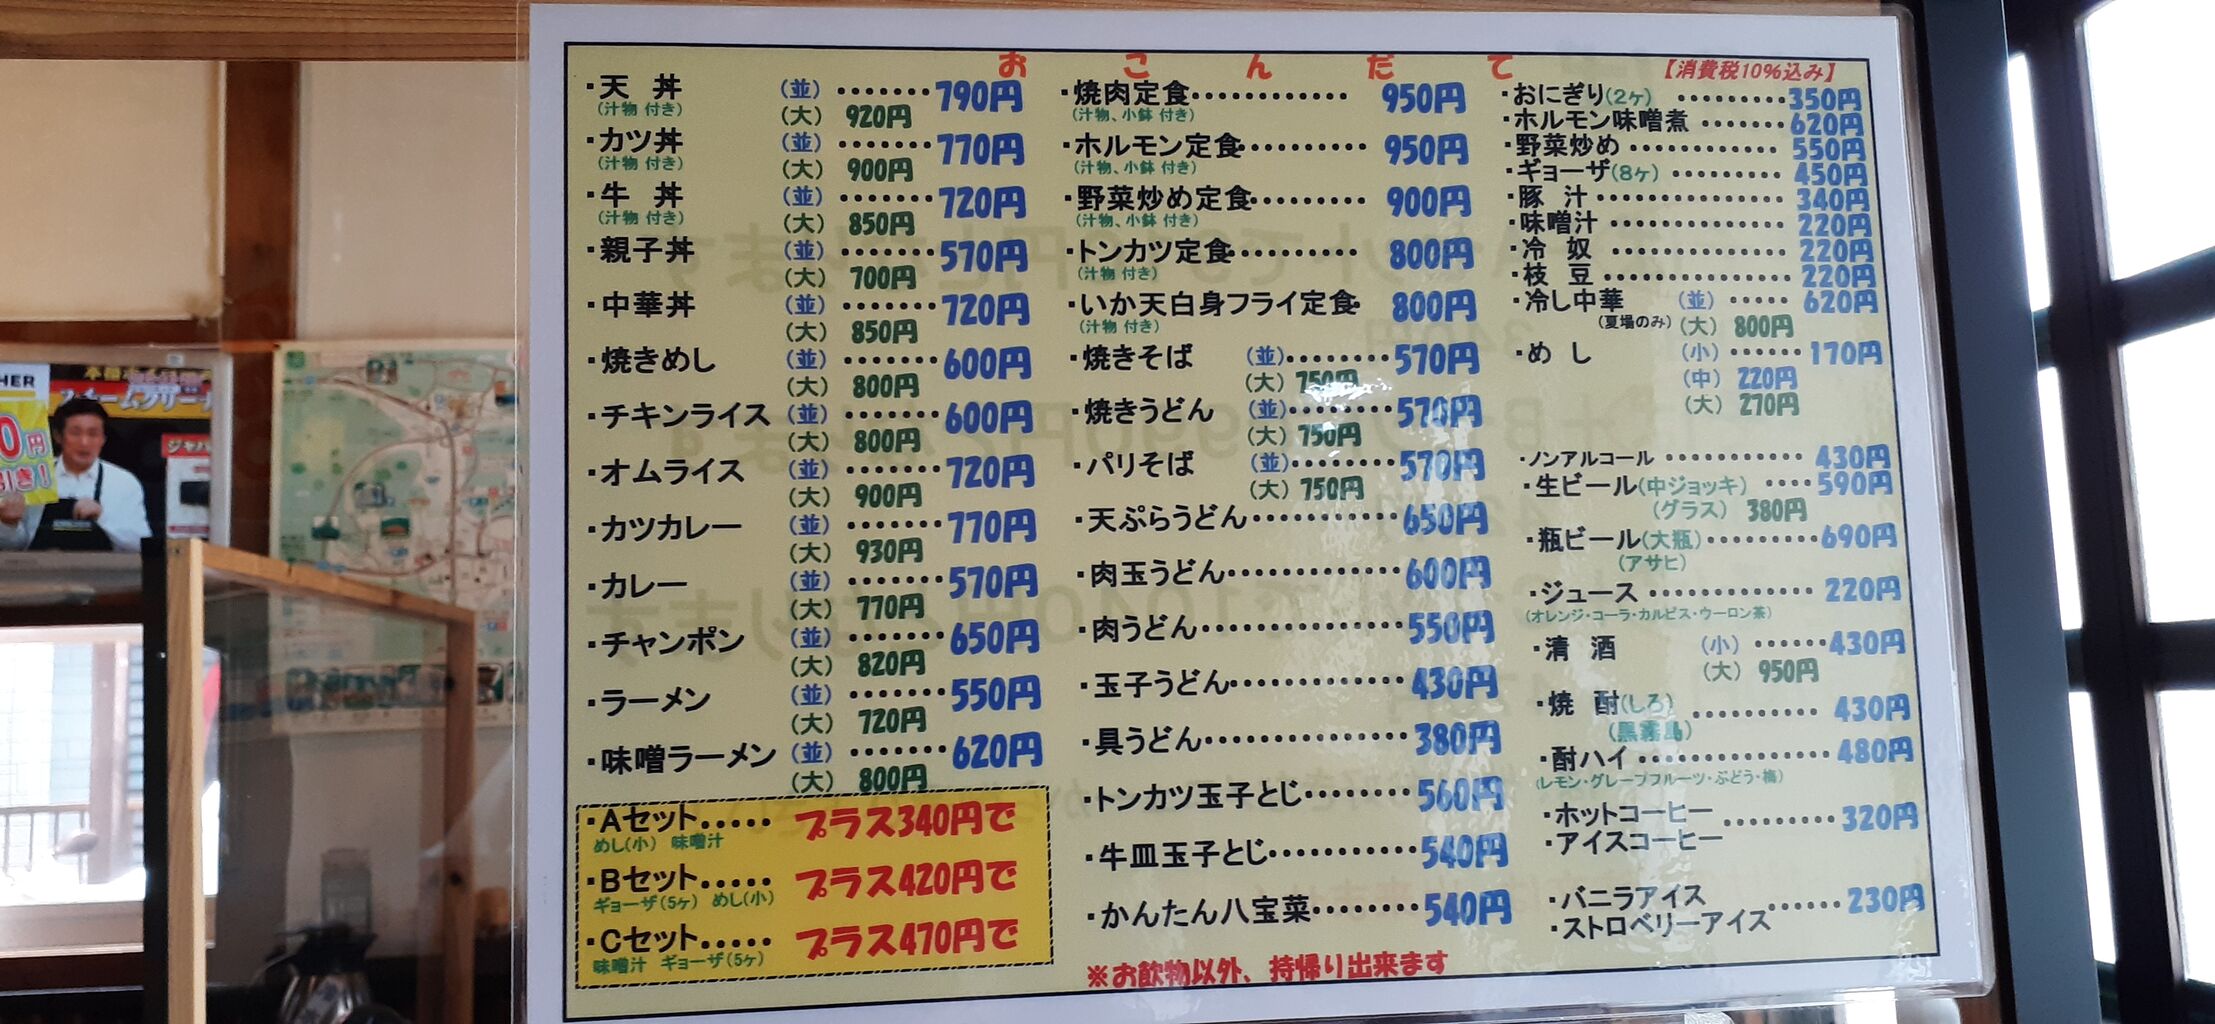 おこんだて
【消費税10%込み】
・天丼 (並)・・・・・・・790円
(汁物 付き) (大) 920円
・カツ丼 (並)・・・・・・・770円
(汁物 付き) (大) 900円
・牛丼 (並)・・・・・・・720円
(汁物 付き) (大) 850円
・親子丼 (並)・・・・・・・570円
(大) 700円
・中華丼 (並)・・・・・・・720円
(大) 850円
・焼きめし (並)・・・・・・・600円
(大) 800円
・チキンライス (並)・・・・・・・600円
(大) 800円
・オムライス (並)・・・・・・・720円
(大) 900円
・カツカレー (並)・・・・・・・770円
(大) 930円
・カレー (並)・・・・・・・570円
(大) 770円
・チャンポン (並)・・・・・・・650円
(大) 820円
・ラーメン (並)・・・・・・・550円
(大) 720円
・味噌ラーメン (並)・・・・・・・620円
(大) 800円
・Aセット・・・・・ プラス340円で
めし(小) 味噌汁
・Bセット・・・・・ プラス420円で
ギョーザ(5ヶ) めし(小)
・Cセット・・・・・ プラス470円で
味噌汁 ギョーザ(5ヶ)
・焼肉定食・・・・・・・・・・・・ 950円
(汁物、小鉢 付き)
・ホルモン定食・・・・・・・・・ 950円
(汁物、小鉢 付き)
・野菜炒め定食・・・・・・・・・ 900円
(汁物、小鉢 付き)
・トンカツ定食・・・・・・・・・・ 800円
(汁物 付き)
・いか天白身フライ定食・ 800円
(汁物 付き)
・焼きそば (並)・・・・・・・・570円
(大) 750円
・焼きうどん (並)・・・・・・・・570円
(大) 750円
・パリそば (並)・・・・・・・・570円
(大) 750円
・天ぷらうどん・・・・・・・・・・・650円
・肉玉うどん・・・・・・・・・・・・・600円
・肉うどん・・・・・・・・・・・・・・・550円
・玉子うどん・・・・・・・・・・・・・430円
・具うどん・・・・・・・・・・・・・・・380円
・トンカツ玉子とじ・・・・・・・・560円
・牛皿玉子とじ・・・・・・・・・・・540円
・かんたん八宝菜・・・・・・・・540円
※お飲物以外、持帰り出来ます
・おにぎり(2ヶ) ・・・・・・・・・350円
・ホルモン味噌煮 ・・・・・・・620円
・野菜炒め ・・・・・・・・・・・・550円
・ギョーザ(8ヶ) ・・・・・・・・・450円
・豚汁 ・・・・・・・・・・・・・・340円
・味噌汁 ・・・・・・・・・・・・・220円
・冷奴 ・・・・・・・・・・・・・・220円
・枝豆 ・・・・・・・・・・・・・・220円
・冷し中華 (並) ・・・・・ 620円
(夏場のみ) (大) 800円
・めし (小) ・・・・・・170円
(中) 220円
(大) 270円
・ノンアルコール ・・・・・・・・・・・ 430円
・生ビール(中ジョッキ) ・・・・590円
(グラス) 380円
・瓶ビール(大瓶)・・・・・・・・・690円
(アサヒ)
・ジュース ・・・・・・・・・・・・・ 220円
(オレンジ・コーラ・カルピス・ウーロン茶)
・清酒 (小) ・・・・・・430円
(大) 950円
・焼酎(しろ) ・・・・・・・・・・ 430円
(黒霧島)
・酎ハイ ・・・・・・・・・・・・・・・480円
(レモン・グレープフルーツ・ぶどう・梅)
・ホットコーヒー ・・・・・・・・・ 320円
・アイスコーヒー
・バニラアイス ・・・・・・230円
・ストロベリーアイス